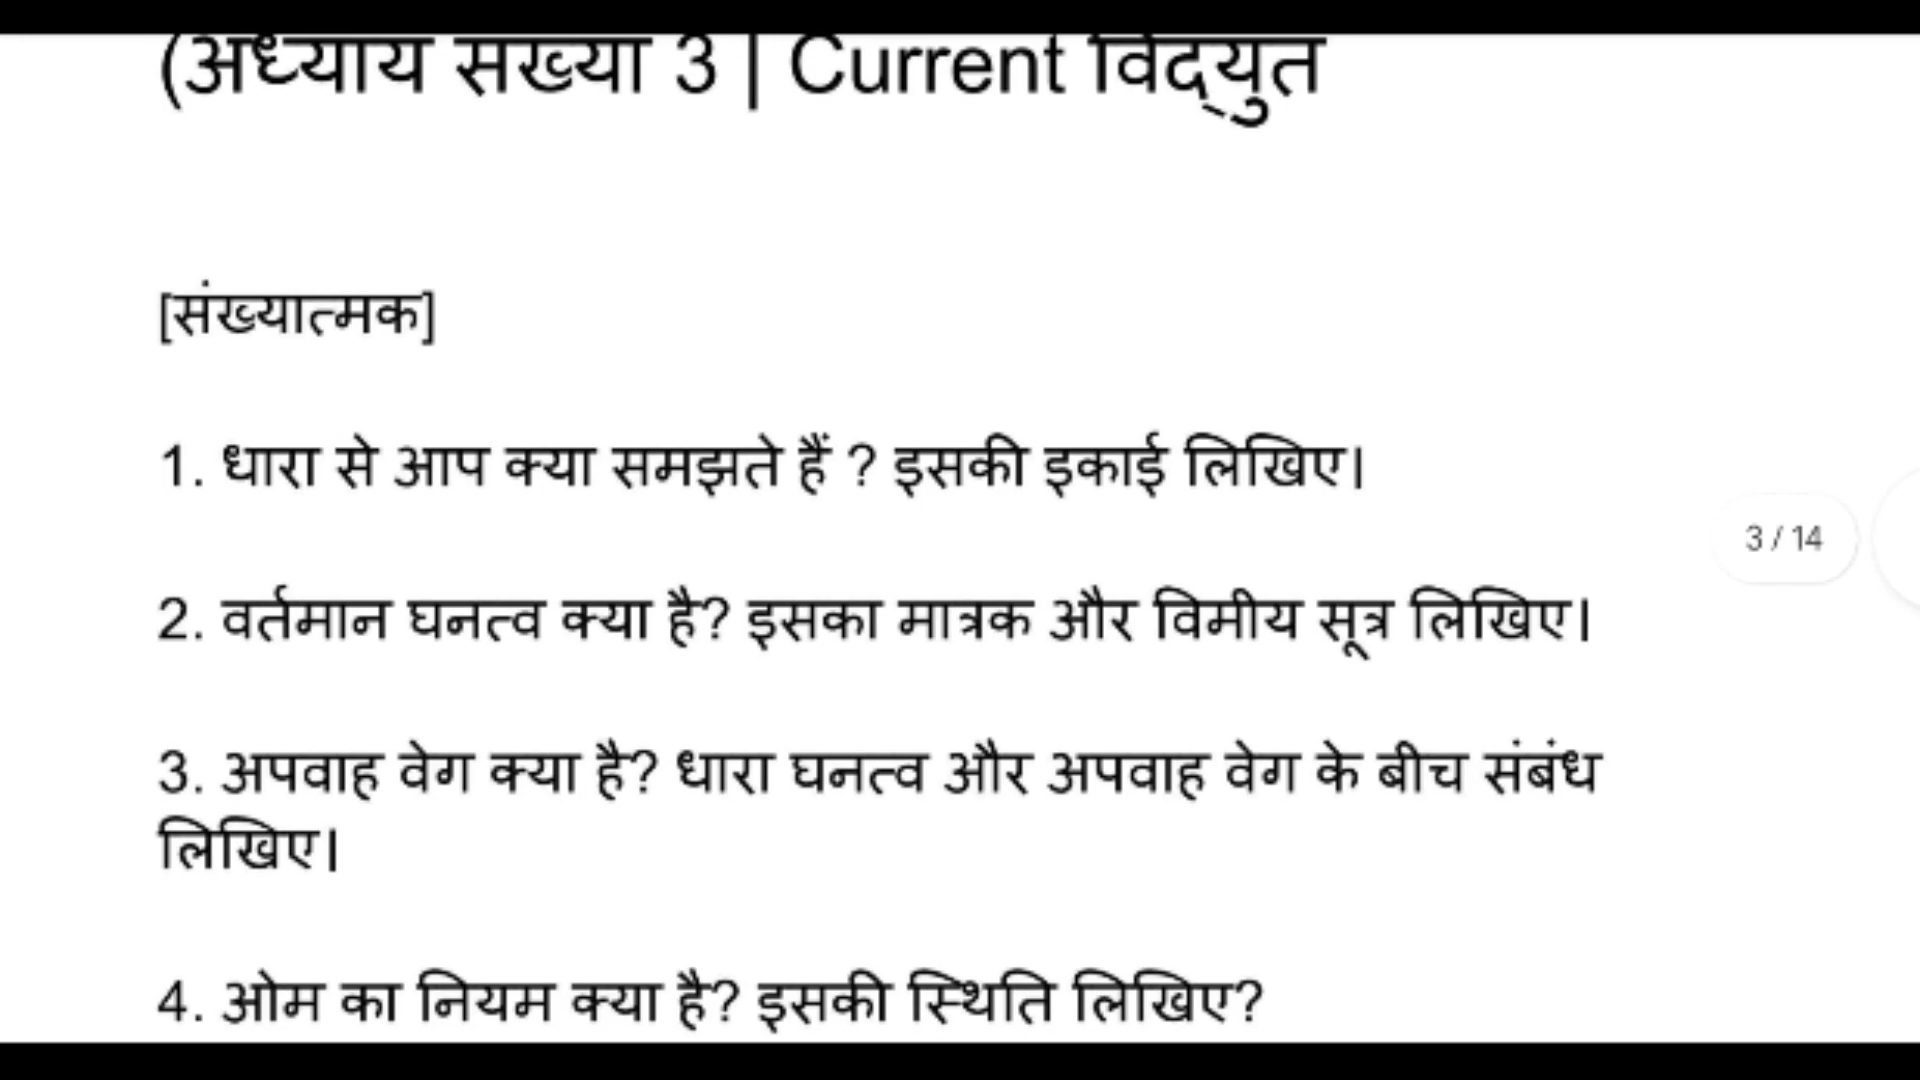 (अध्याय सख्या 3 | Current विद्युत
[संख्यात्मक]
1. धारा से आप क्या समझते हैं ? इसकी इकाई लिखिए।
3 / 14
2. वर्तमान घनत्व क्या है? इसका मात्रक और विमीय सूत्र लिखिए।
3. अपवाह वेग क्या है? धारा घनत्व और अपवाह वेग के बीच संबंध
लिखिए।
4. ओम का नियम क्या है? इसकी स्थिति लिखिए?